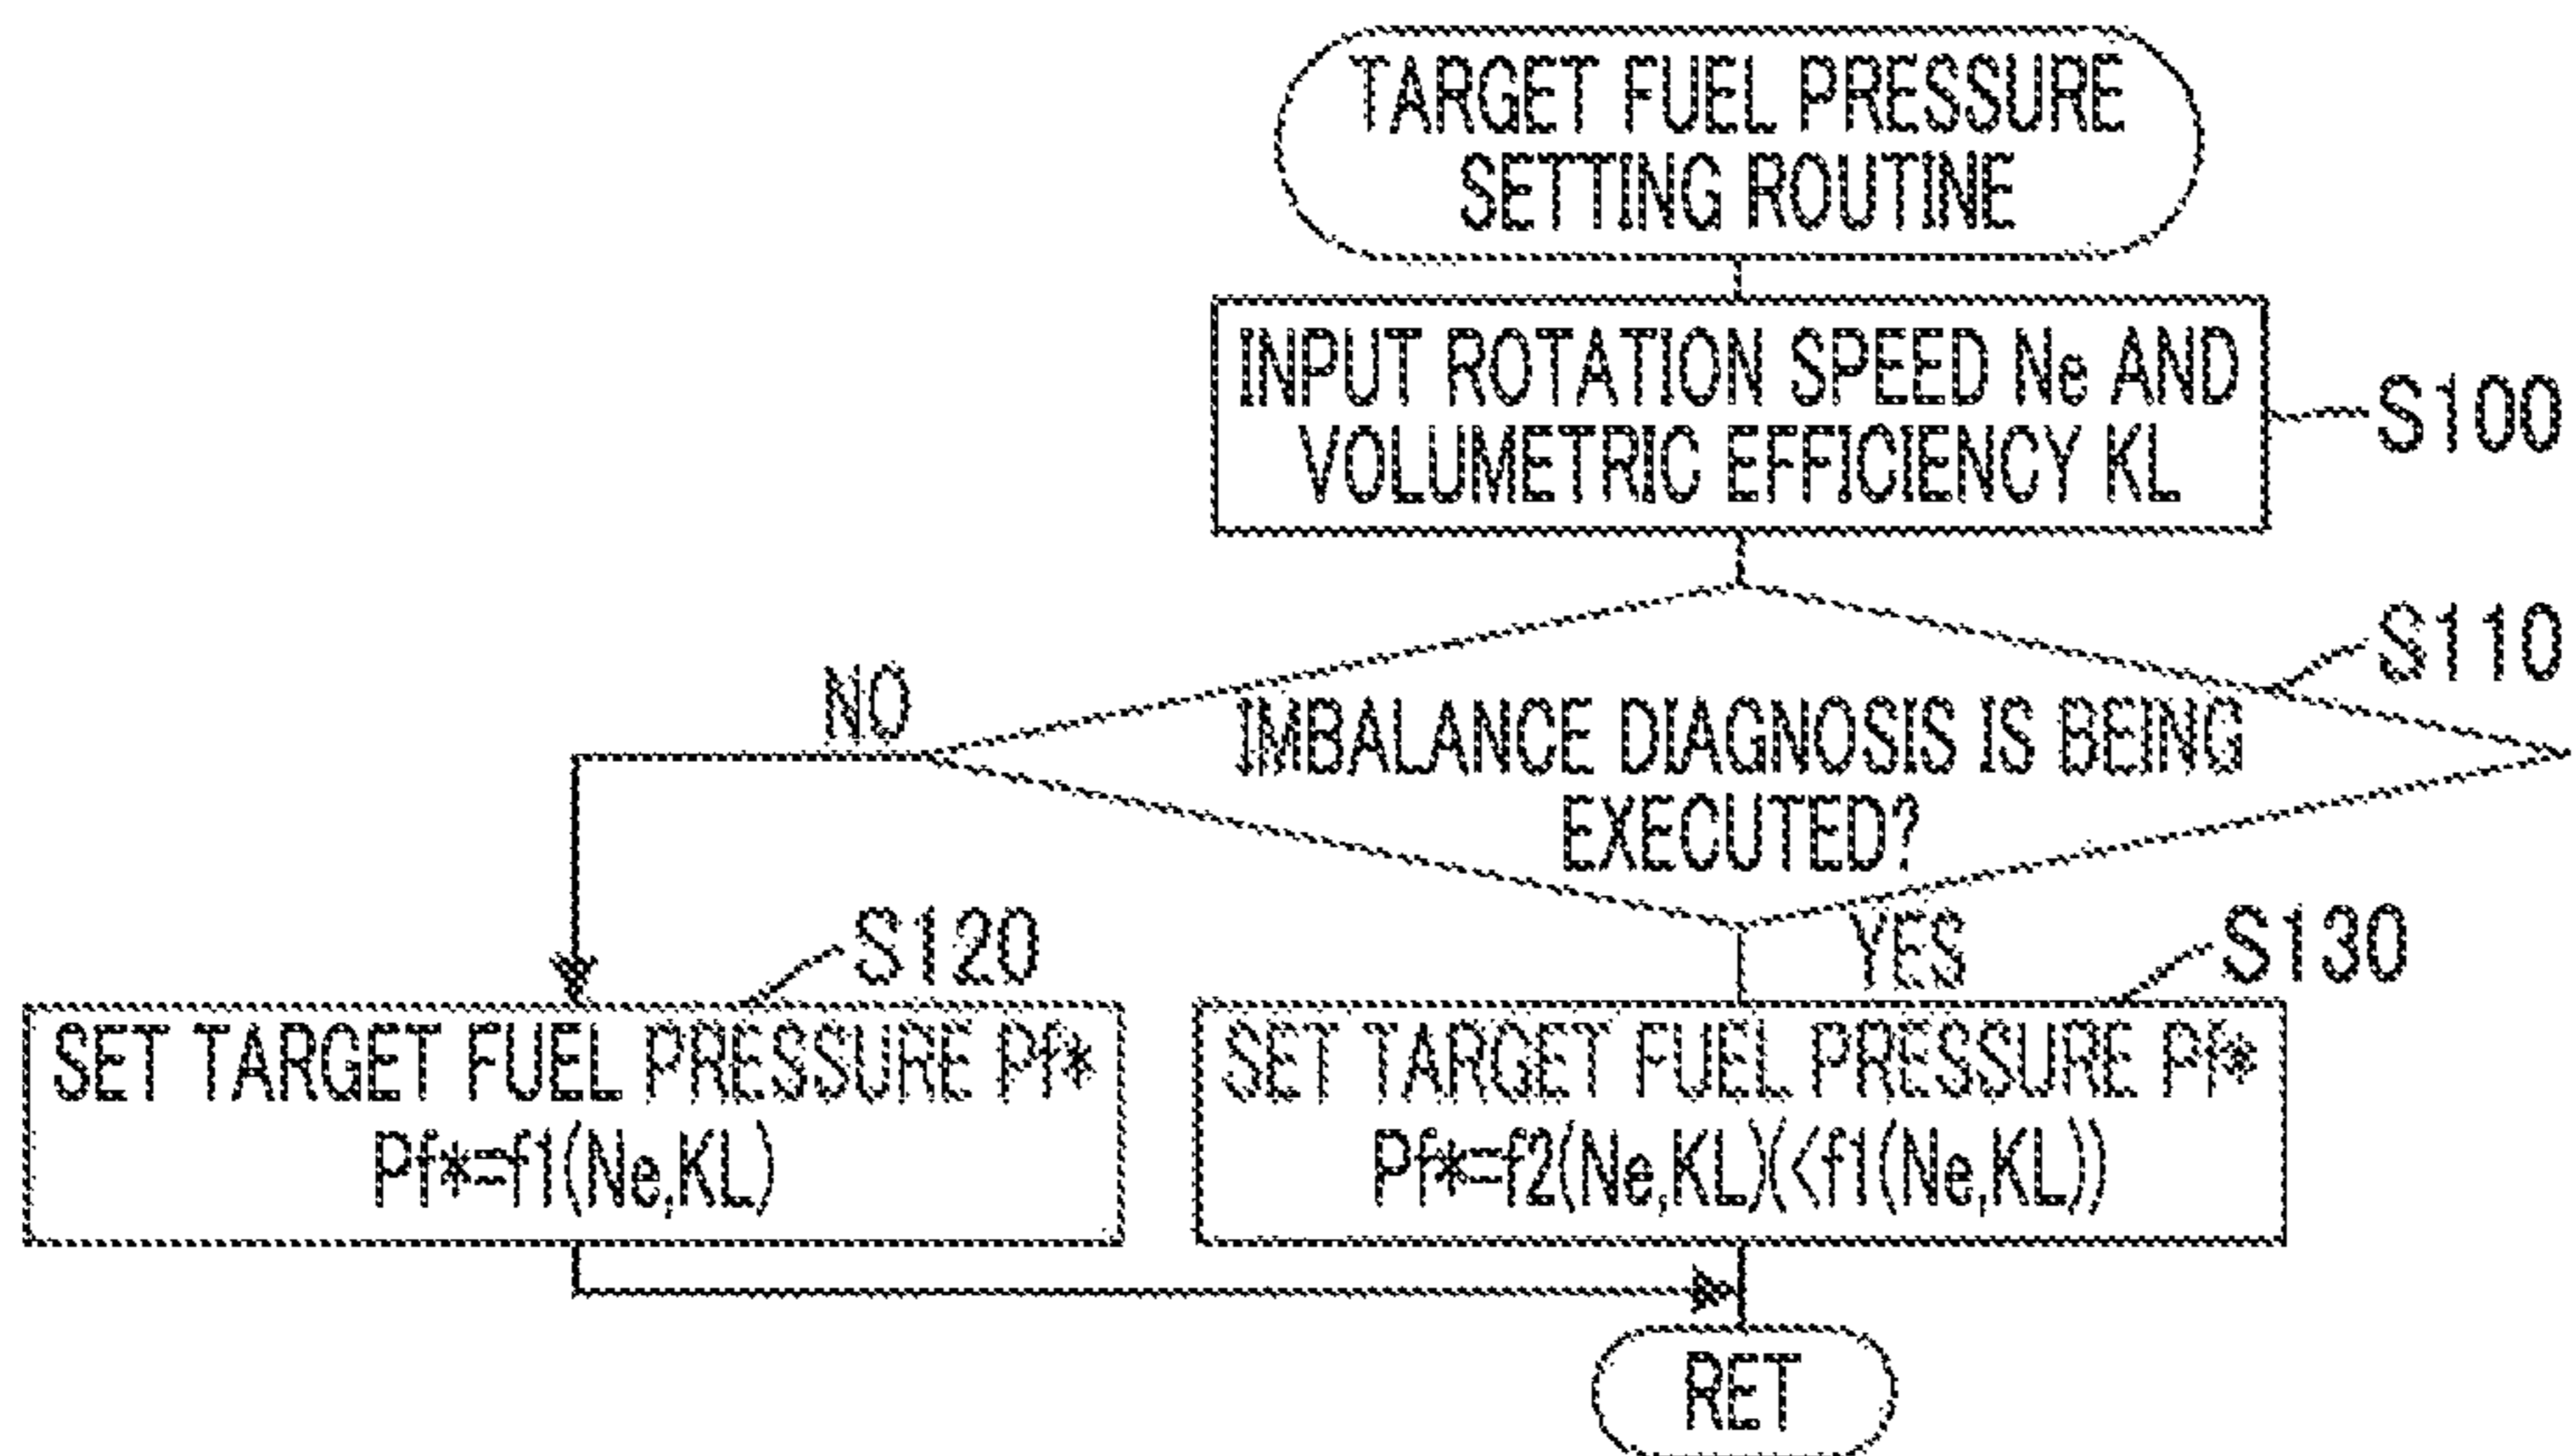 TARGET FUEL PRESSURE
SETTING ROUTINE
INPUT ROTATION SPEED Ne AND
VOLUMETRIC EFFICIENCY KL
S100
S110
NO
IMBALANCE DIAGNOSIS IS BEING
EXECUTED?
YES
S120
SET TARGET FUEL PRESSURE Pf*
Pf*=f1(Ne,KL)
S130
SET TARGET FUEL PRESSURE Pf*
Pf*=f2(Ne,KL)(<f1(Ne,KL))
RET